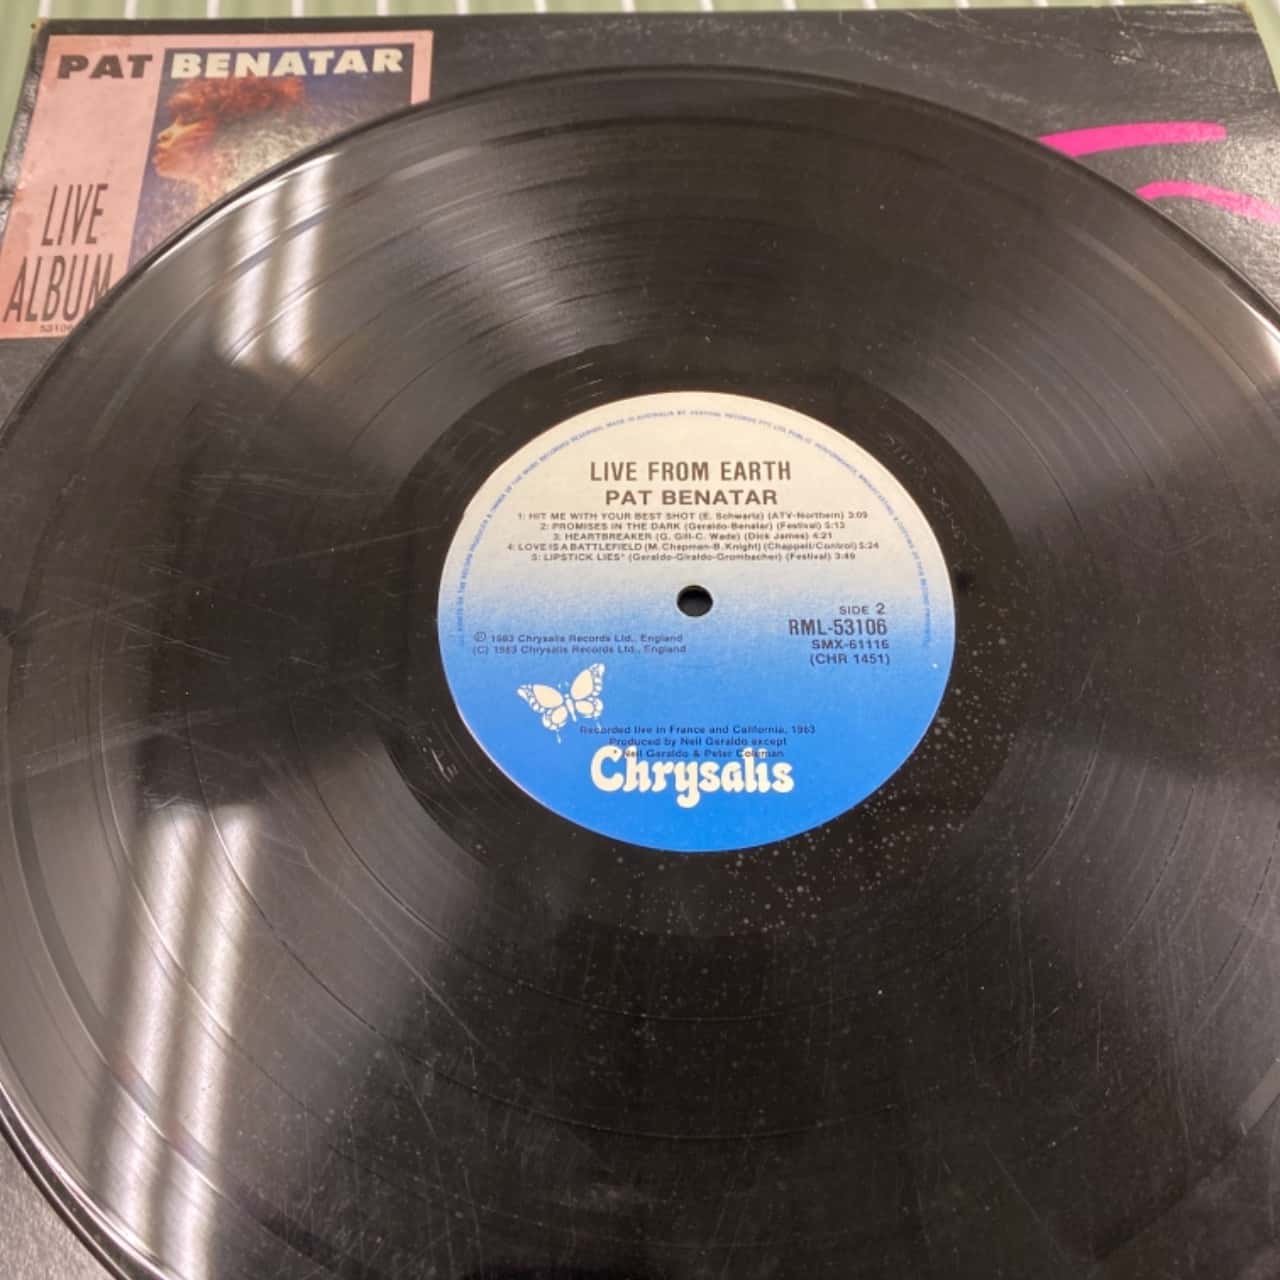 PAT BENATAR
LIVE
ALBUM
LIVE FROM EARTH
PAT BENATAR
1: HIT ME WITH YOUR BEST SHOT (E. Schwartz) (ATV-Northern) 3:09
2: PROMISES IN THE DARK (Geraldo-Benatar) (Festival) 5:13
3: HEARTBREAKER (G. Gill-C. Wade) (Dick James) 4:21
4: LOVE IS A BATTLEFIELD (M. Chapman-B. Knight) (Chappell/Control) 5:24
5: LIPSTICK LIES* (Geraldo-Giraldo-Grombacher) (Festival) 3:49
SIDE 2
RML-53106
SMX-61116
(CHR 1451)
Ⓟ 1983 Chrysalis Records Ltd., England
(C) 1983 Chrysalis Records Ltd., England
Recorded live in France and California, 1983
Produced by Neil Geraldo except
* Neil Geraldo & Peter Coleman
Chrysalis